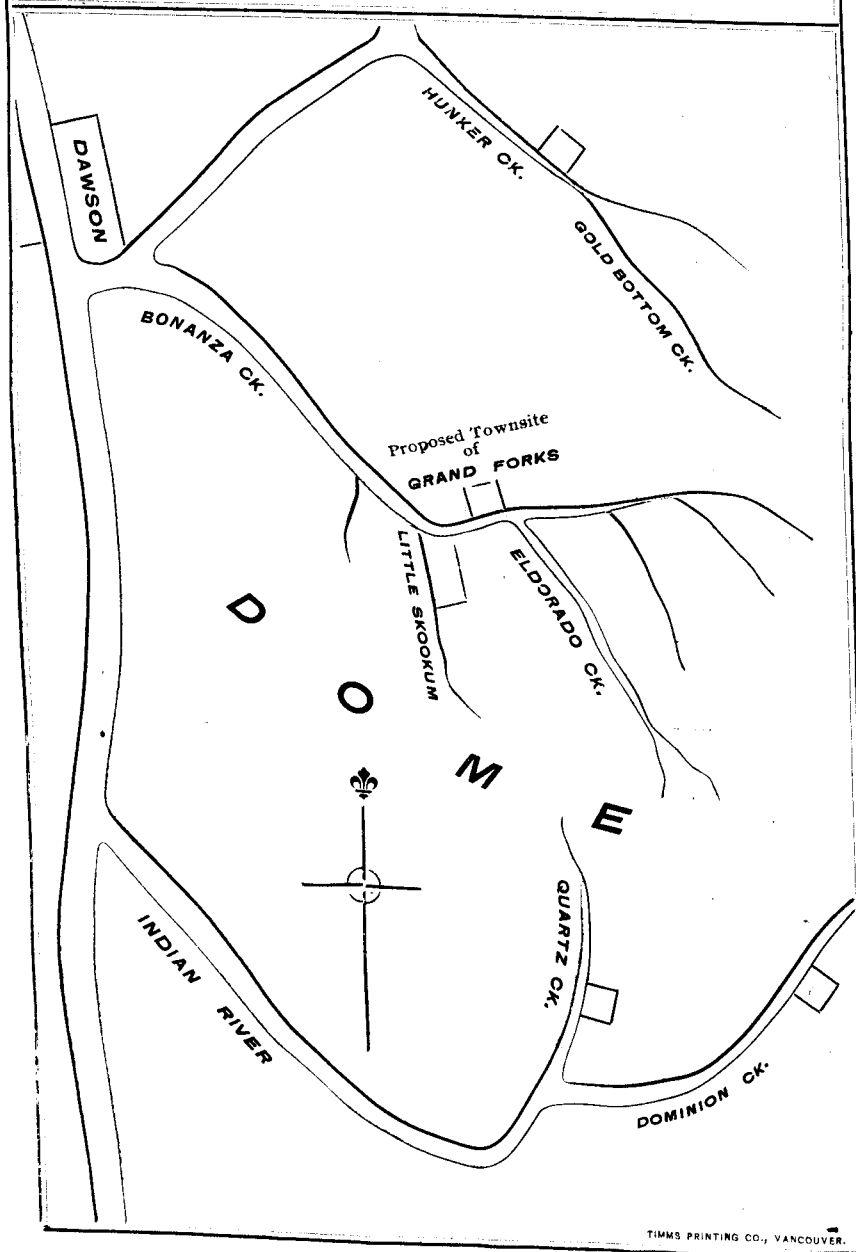 HUNKER CK.
DAWSON
GOLD BOTTOM CK.
BONANZA CK.
Proposed Townsite
of
GRAND FORKS
LITTLE SKOOKUM
ELDORADO CK.
DOME
QUARTZ CK.
INDIAN RIVER
DOMINION CK.
TIMMS PRINTING CO., VANCOUVER.